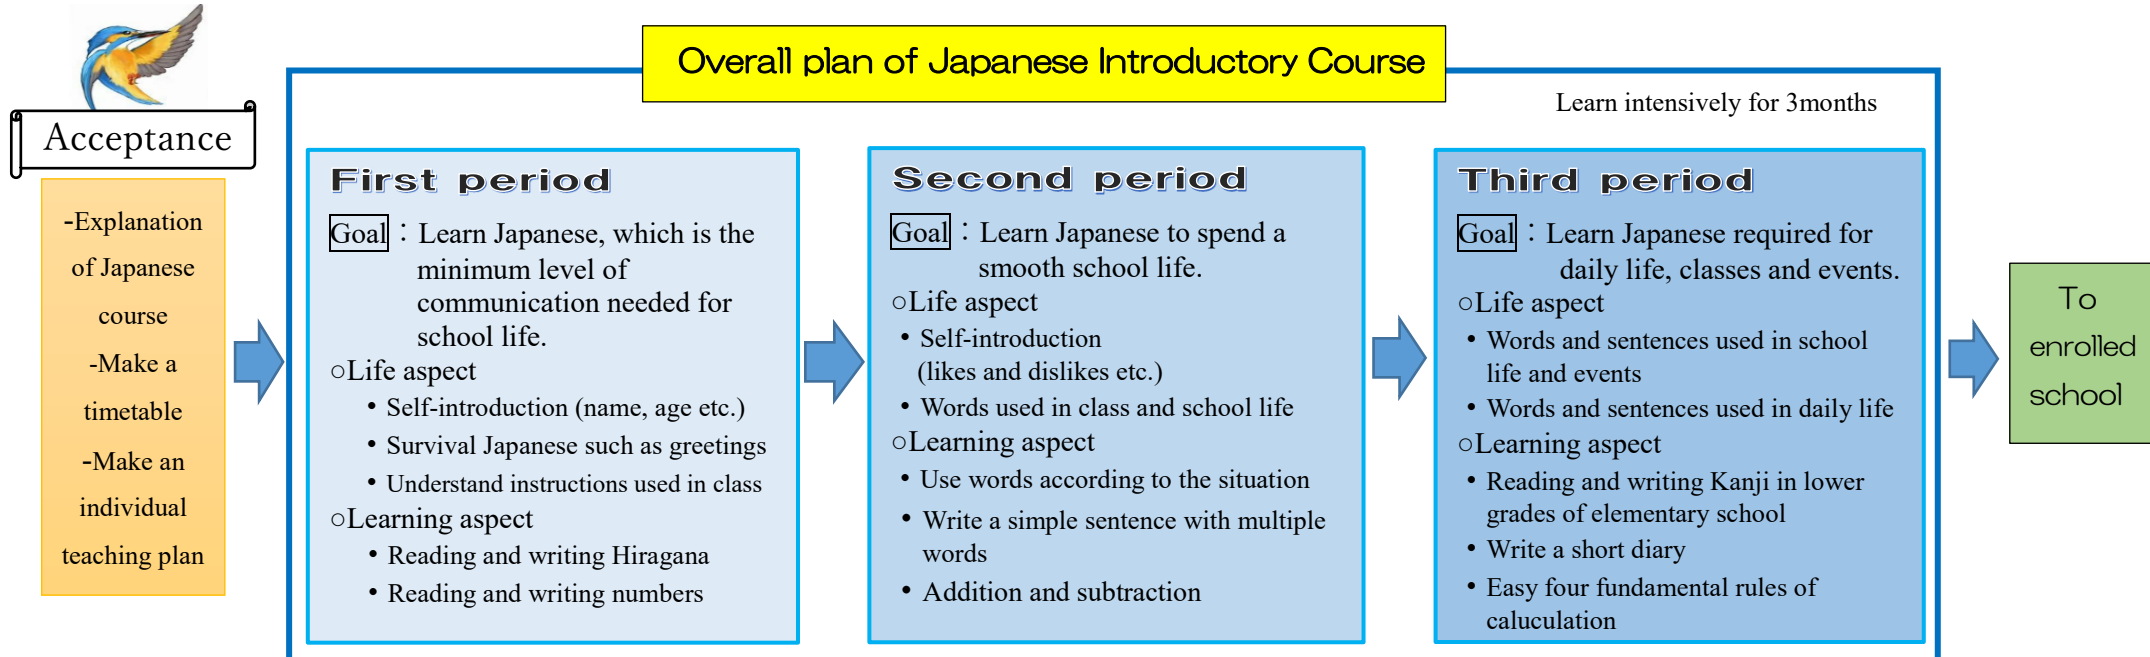 Overall plan of Japanese Introductory Course
Learn intensively for 3months
Acceptance
-Explanation
of Japanese
course
-Make a
timetable
-Make an
individual
teaching plan
First period
Goal：Learn Japanese, which is the
minimum level of
communication needed for
school life.
○Life aspect
・Self-introduction (name, age etc.)
・Survival Japanese such as greetings
・Understand instructions used in class
○Learning aspect
・Reading and writing Hiragana
・Reading and writing numbers
Second period
Goal：Learn Japanese to spend a
smooth school life.
○Life aspect
・Self-introduction
(likes and dislikes etc.)
・Words used in class and school life
○Learning aspect
・Use words according to the situation
・Write a simple sentence with multiple
words
・Addition and subtraction
Third period
Goal：Learn Japanese required for
daily life, classes and events.
○Life aspect
・Words and sentences used in school
life and events
・Words and sentences used in daily life
○Learning aspect
・Reading and writing Kanji in lower
grades of elementary school
・Write a short diary
・Easy four fundamental rules of
caluculation
To
enrolled
school